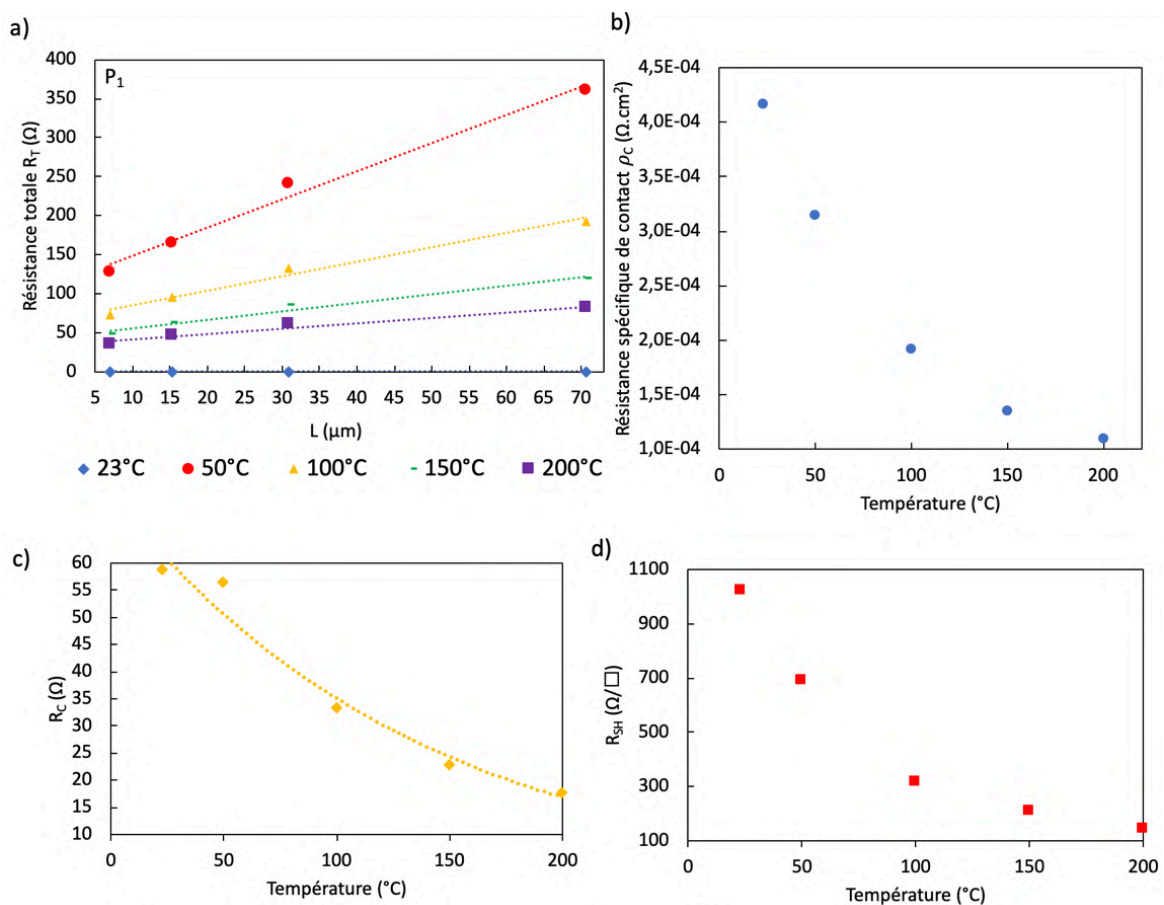 a)
P1
400
350
300
250
200
150
100
50
0
Résistance totale RT (Ω)
5 10 15 20 25 30 35 40 45 50 55 60 65 70
L (µm)
23°C 50°C 100°C 150°C 200°C
b)
4,5E-04
4,0E-04
3,5E-04
3,0E-04
2,5E-04
2,0E-04
1,5E-04
1,0E-04
Résistance spécifique de contact ρC (Ω.cm²)
0 50 100 150 200
Température (°C)
c)
60
55
50
45
40
35
30
25
20
15
10
RC (Ω)
0 50 100 150 200
Température (°C)
d)
1100
900
700
500
300
100
RSH (Ω/□)
0 50 100 150 200
Température (°C)